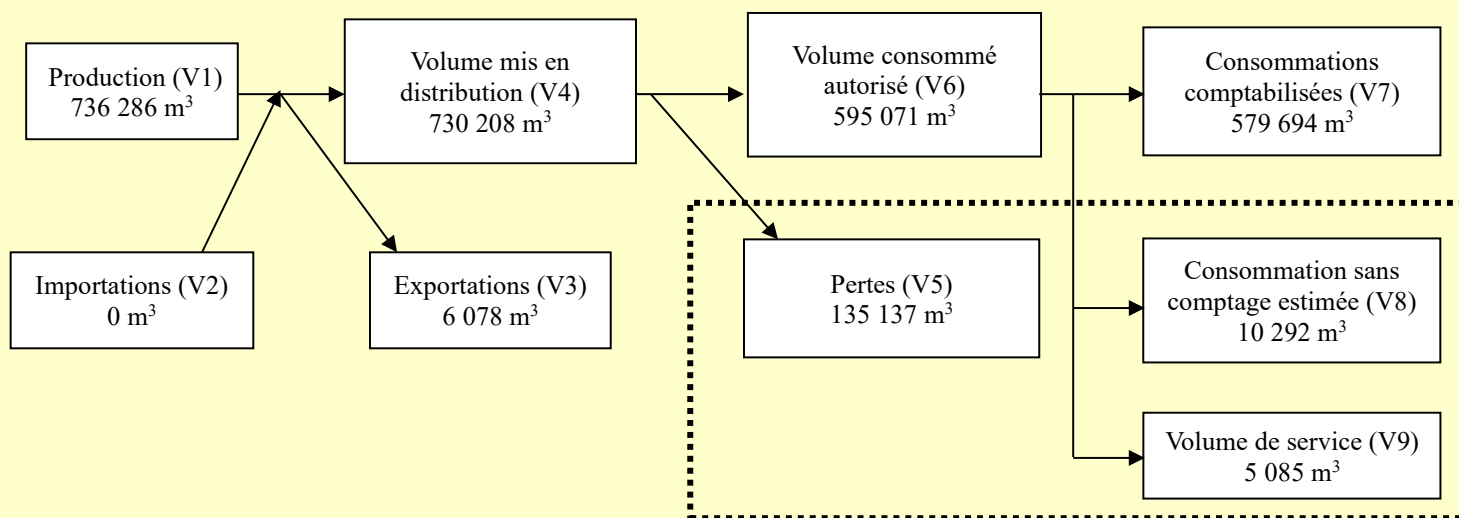 Production (V1)
736 286 m³
Volume mis en
distribution (V4)
730 208 m³
Volume consommé
autorisé (V6)
595 071 m³
Consommations
comptabilisées (V7)
579 694 m³
Importations (V2)
0 m³
Exportations (V3)
6 078 m³
Pertes (V5)
135 137 m³
Consommation sans
comptage estimée (V8)
10 292 m³
Volume de service (V9)
5 085 m³